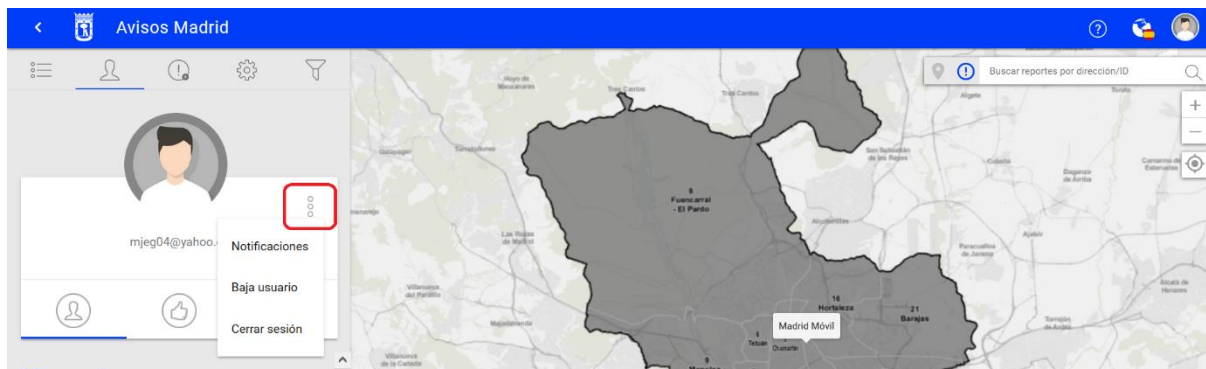 Avisos Madrid
Buscar reportes por dirección/ID
mjeg04@yahoo.
Notificaciones
Baja usuario
Cerrar sesión
Hoyo de
Manzanares
Tres Cantos
Tres Cantos
Algete
Galapagar
Torrelodones
San Sebastián
de los Reyes
Cobeña
Daganzo
de Arriba
Camarma de
Esteruelas
8
Fuencarral
- El Pardo
Alcobendas
Las Rozas
de Madrid
Ajalvir
Paracuellos
de Jarama
Villanueva
del Pardillo
Alcalá de
Henares
16
Hortaleza
21
Barajas
Majadahonda
Madrid Móvil
Torrejón
de Ardoz
6
Tetuán
Chamartín
Villanueva
de la Cañada
9